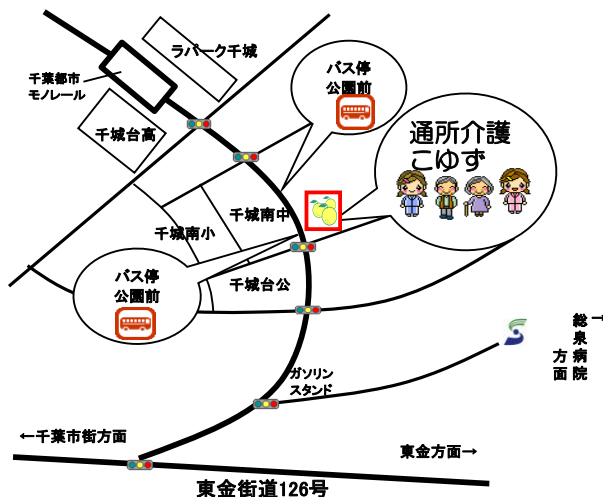 ラパーク千城
千葉都市
モノレール
バス停
公園前
千城台高
通所介護
こゆず
千城南中
千城南小
バス停
公園前
千城台公
総泉病院→
方面
ガソリン
スタンド
←千葉市街方面
東金方面→
東金街道126号